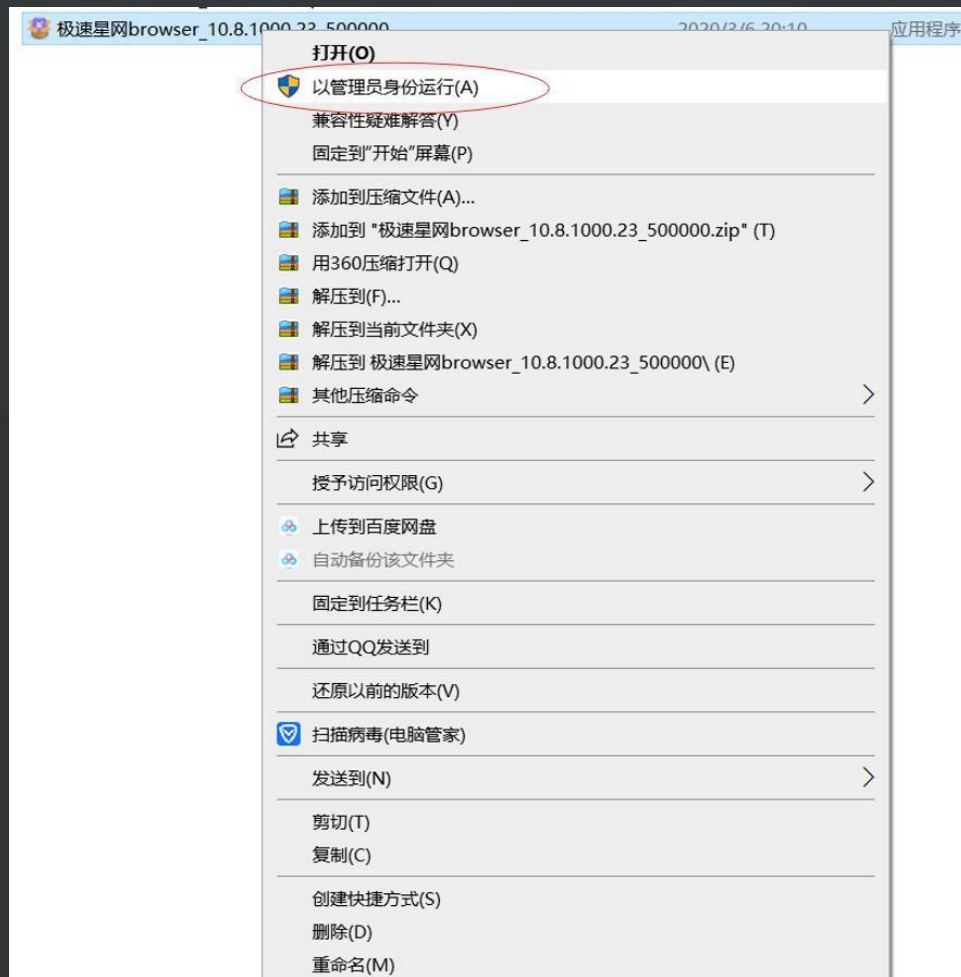 极速星网browser_10.8.1000.23_500000 2020/3/6 20:10 应用程序
打开(O)
以管理员身份运行(A)
兼容性疑难解答(Y)
固定到"开始"屏幕(P)
添加到压缩文件(A)...
添加到 "极速星网browser_10.8.1000.23_500000.zip" (T)
用360压缩打开(Q)
解压到(F)...
解压到当前文件夹(X)
解压到 极速星网browser_10.8.1000.23_500000\ (E)
其他压缩命令
共享
授予访问权限(G)
上传到百度网盘
自动备份该文件夹
固定到任务栏(K)
通过QQ发送到
还原以前的版本(V)
扫描病毒(电脑管家)
发送到(N)
剪切(T)
复制(C)
创建快捷方式(S)
删除(D)
重命名(M)